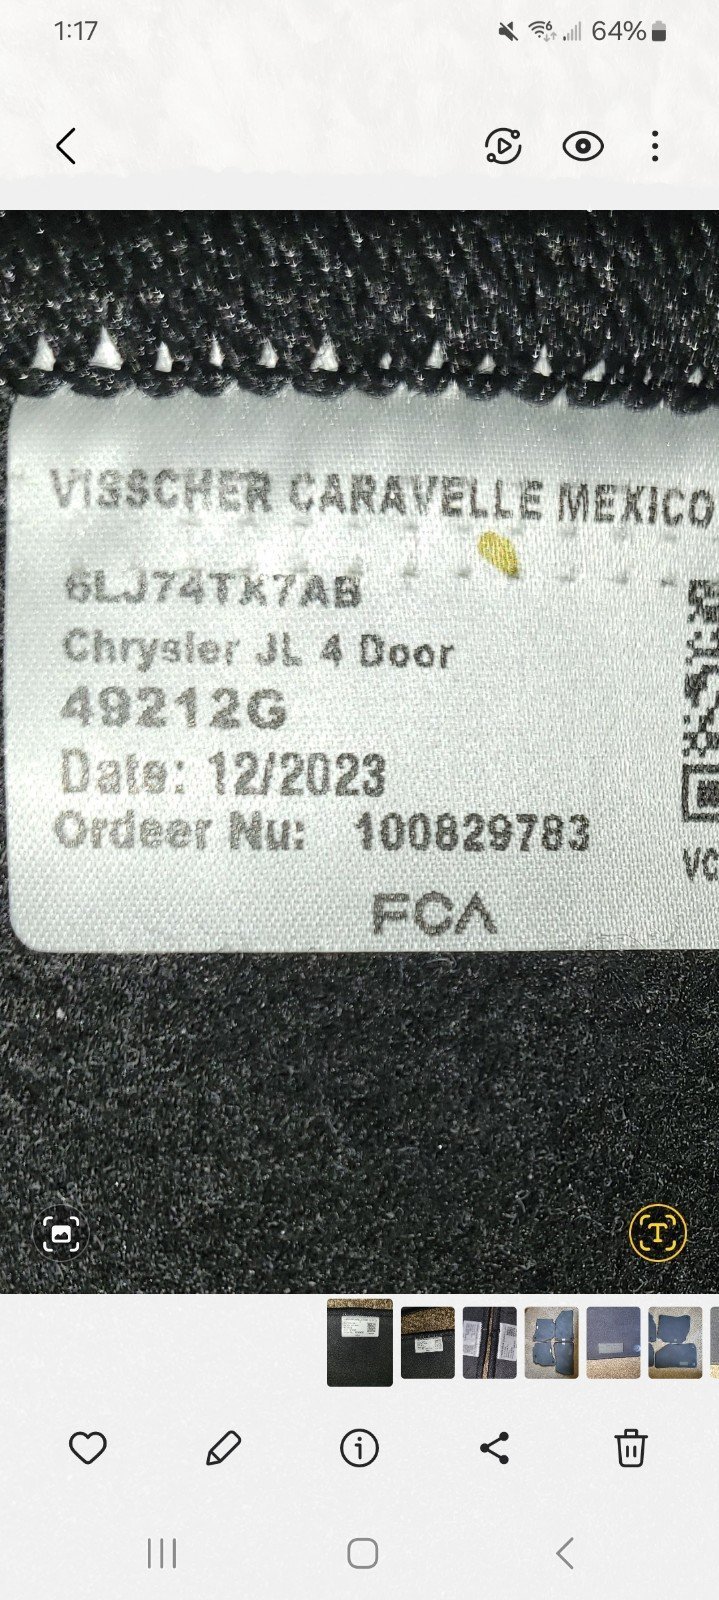 1:17
64%
VISSCHER CARAVELLE MEXICO
6LJ74TX7AB
Chrysler JL 4 Door
49212G
Date: 12/2023
Ordeer Nu: 100829783
VC
FCA
T